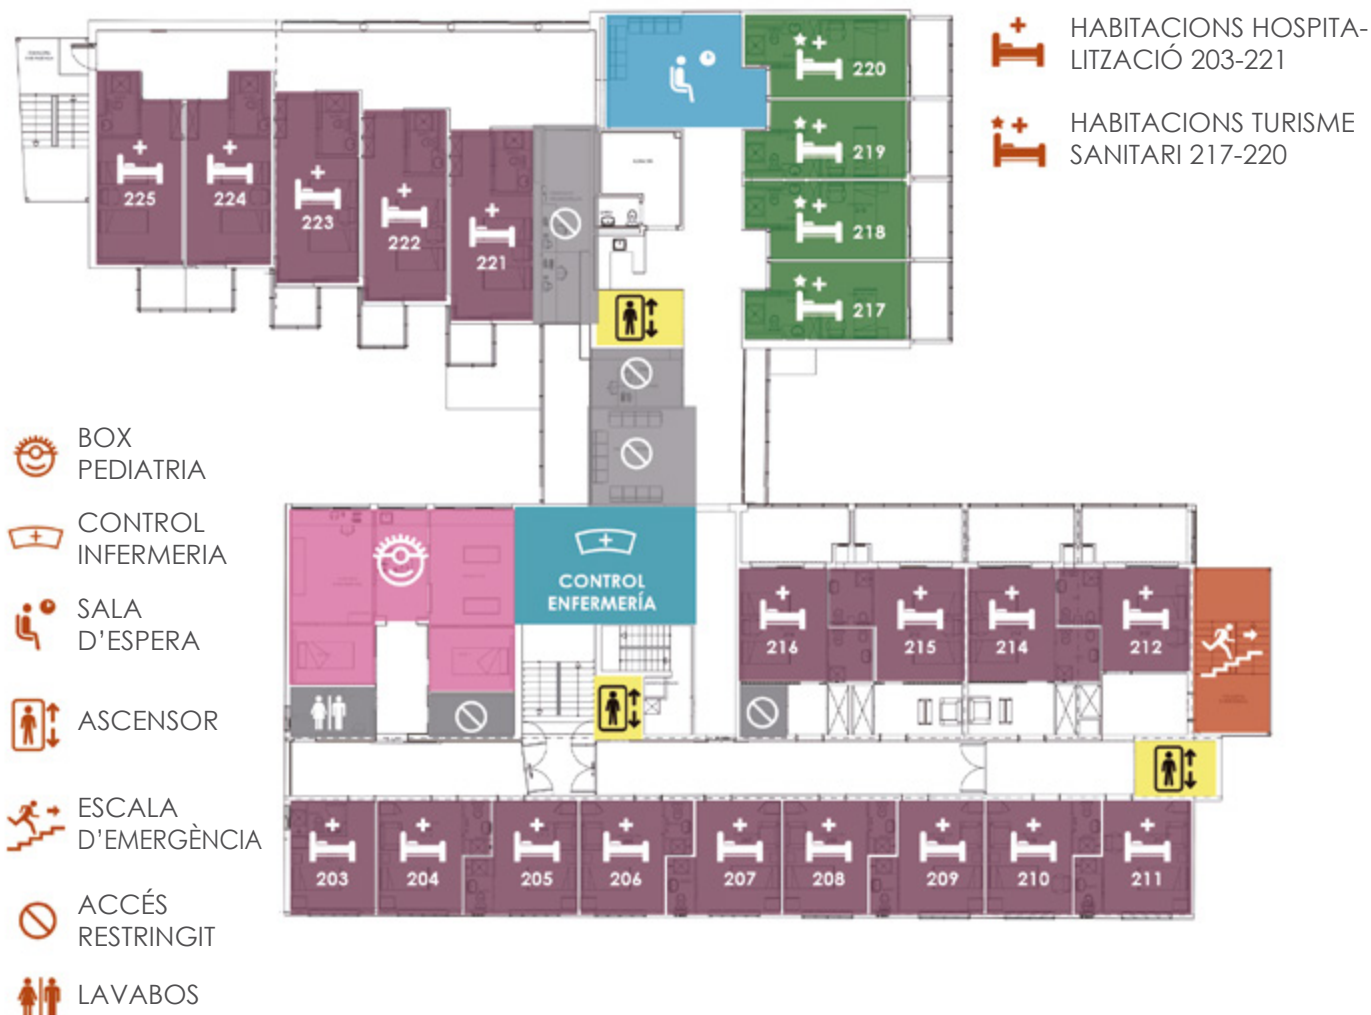 HABITACIONS HOSPITA-
LITZACIÓ 203-221
HABITACIONS TURISME
SANITARI 217-220
220
219
218
217
225
224
223
222
221
BOX
PEDIATRIA
CONTROL
INFERMERIA
SALA
D'ESPERA
ASCENSOR
ESCALA
D'EMERGÈNCIA
ACCÉS
RESTRINGIT
LAVABOS
CONTROL
ENFERMERÍA
216
215
214
212
203
204
205
206
207
208
209
210
211